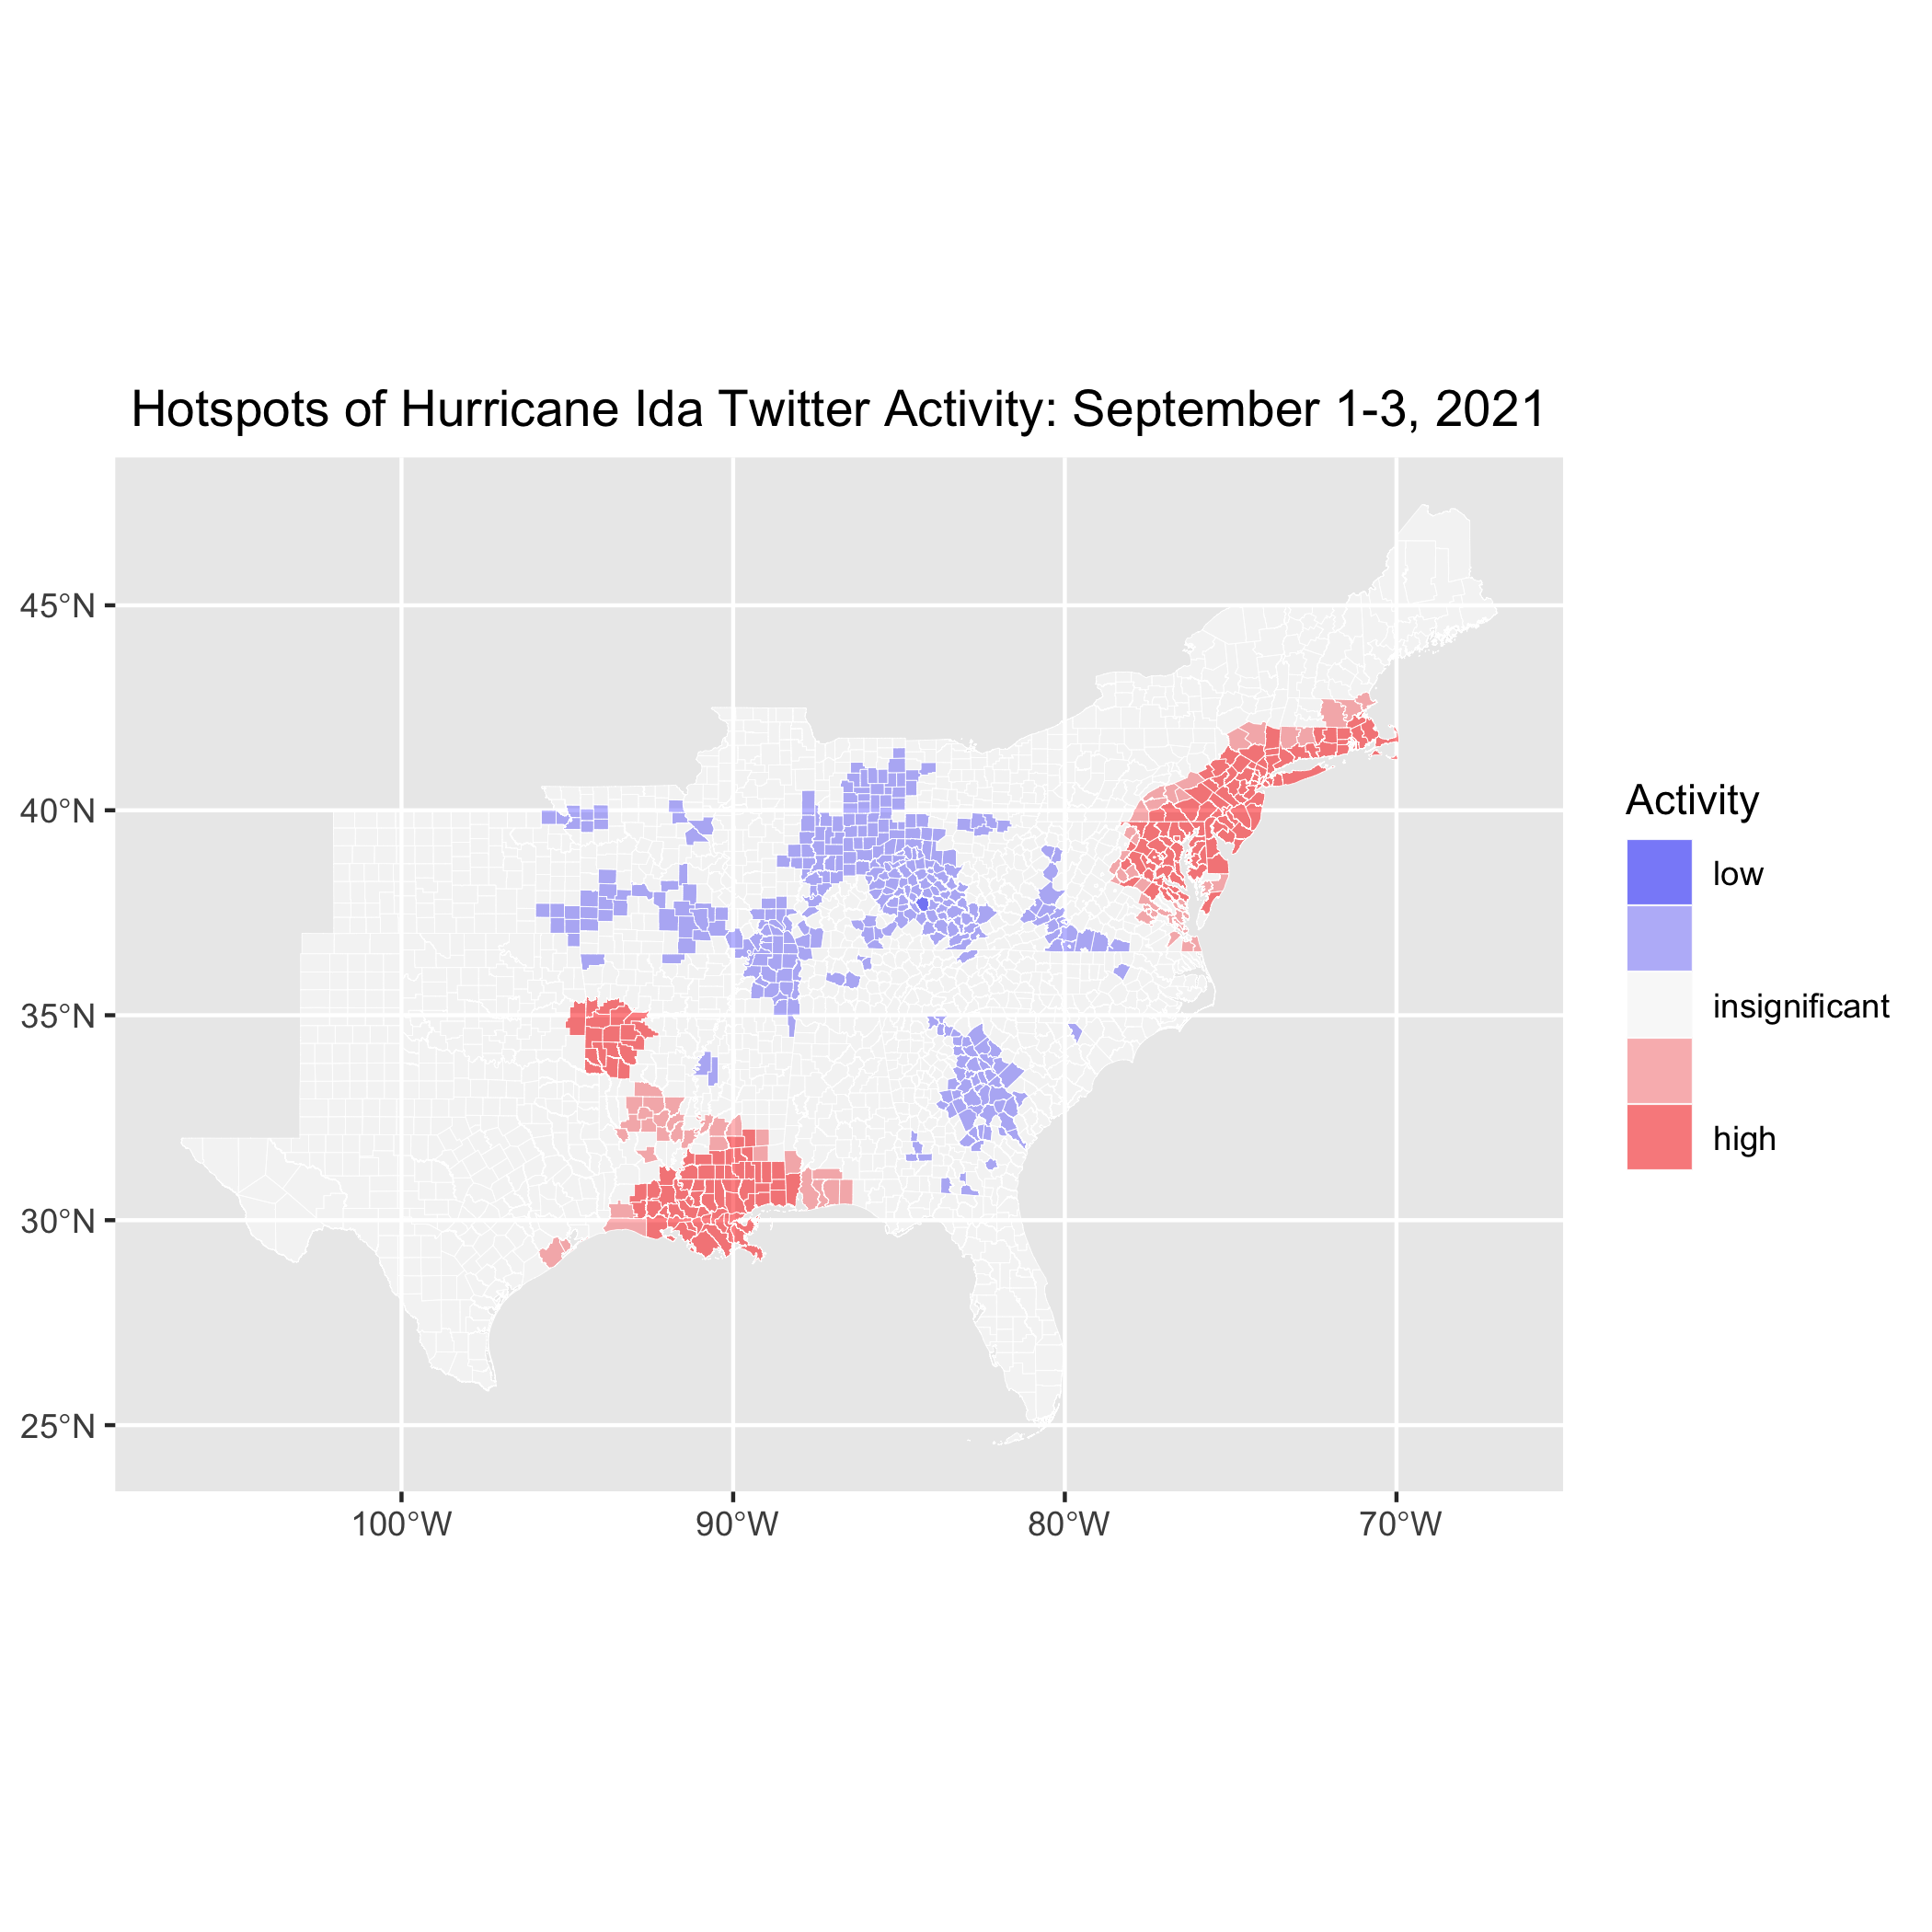 Hotspots of Hurricane Ida Twitter Activity: September 1-3, 2021
45°N
40°N
35°N
30°N
25°N
100°W
90°W
80°W
70°W
Activity
low
insignificant
high